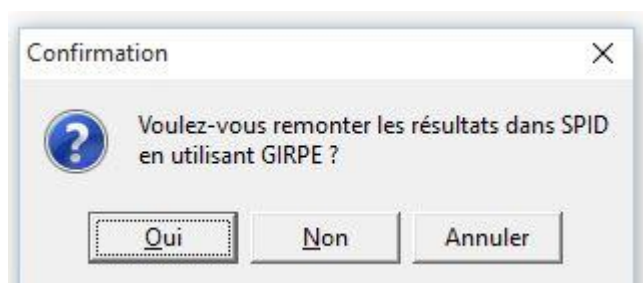 Confirmation
Voulez-vous remonter les résultats dans SPID
en utilisant GIRPE ?
Oui Non Annuler